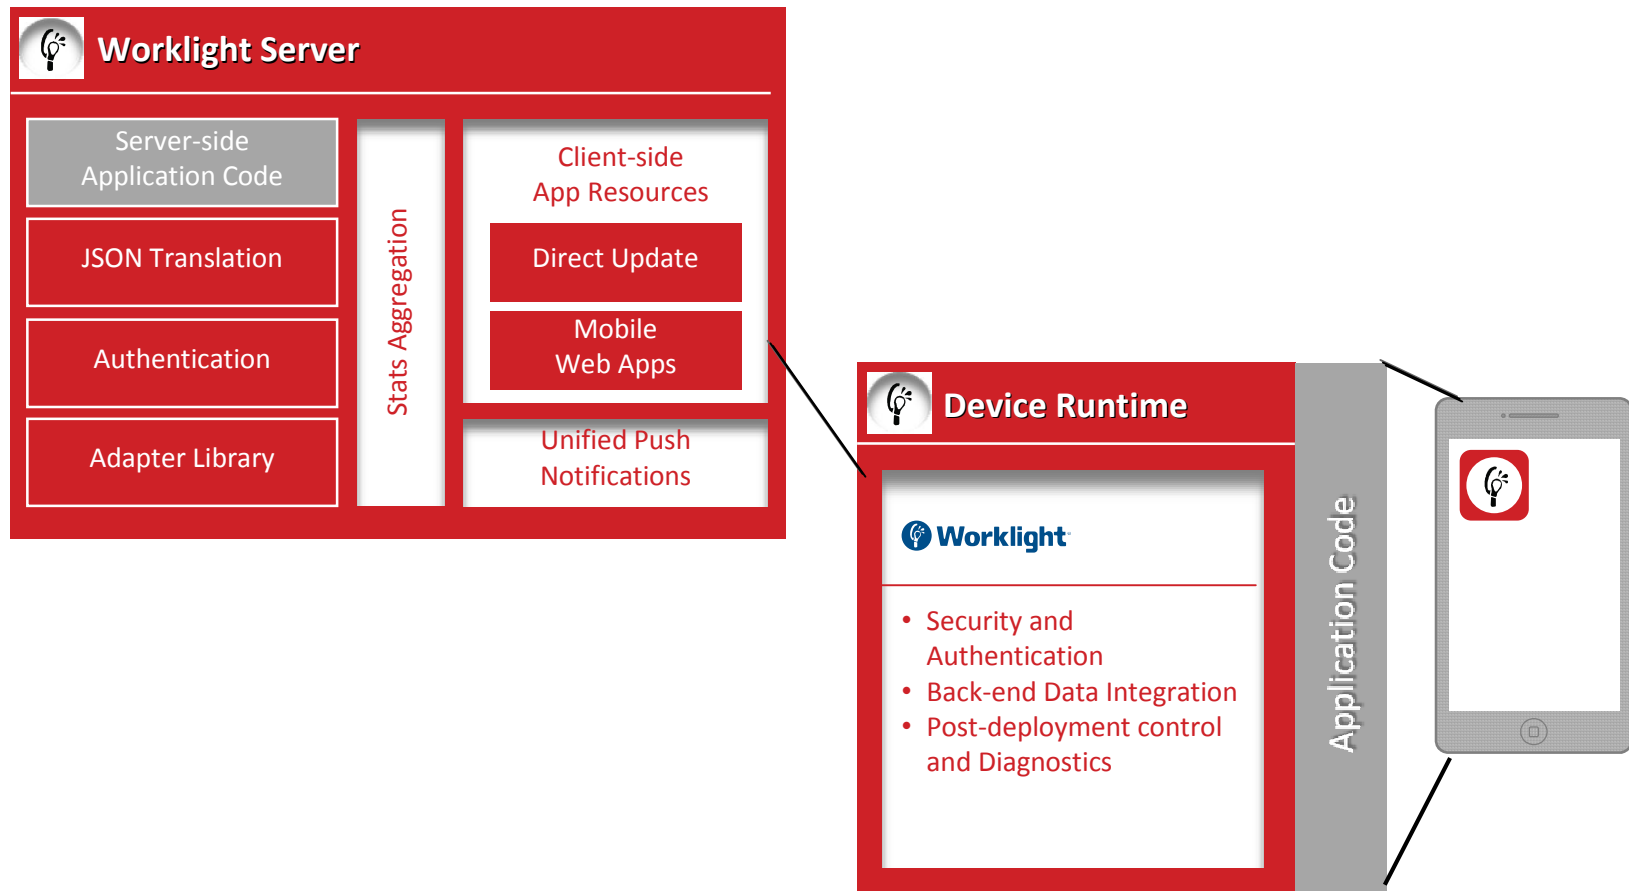 Worklight Server
Server-side
Application Code
JSON Translation
Authentication
Adapter Library
Stats Aggregation
Client-side
App Resources
Direct Update
Mobile
Web Apps
Unified Push
Notifications
Device Runtime
Worklight
• Security and
Authentication
• Back-end Data Integration
• Post-deployment control
and Diagnostics
Application Code